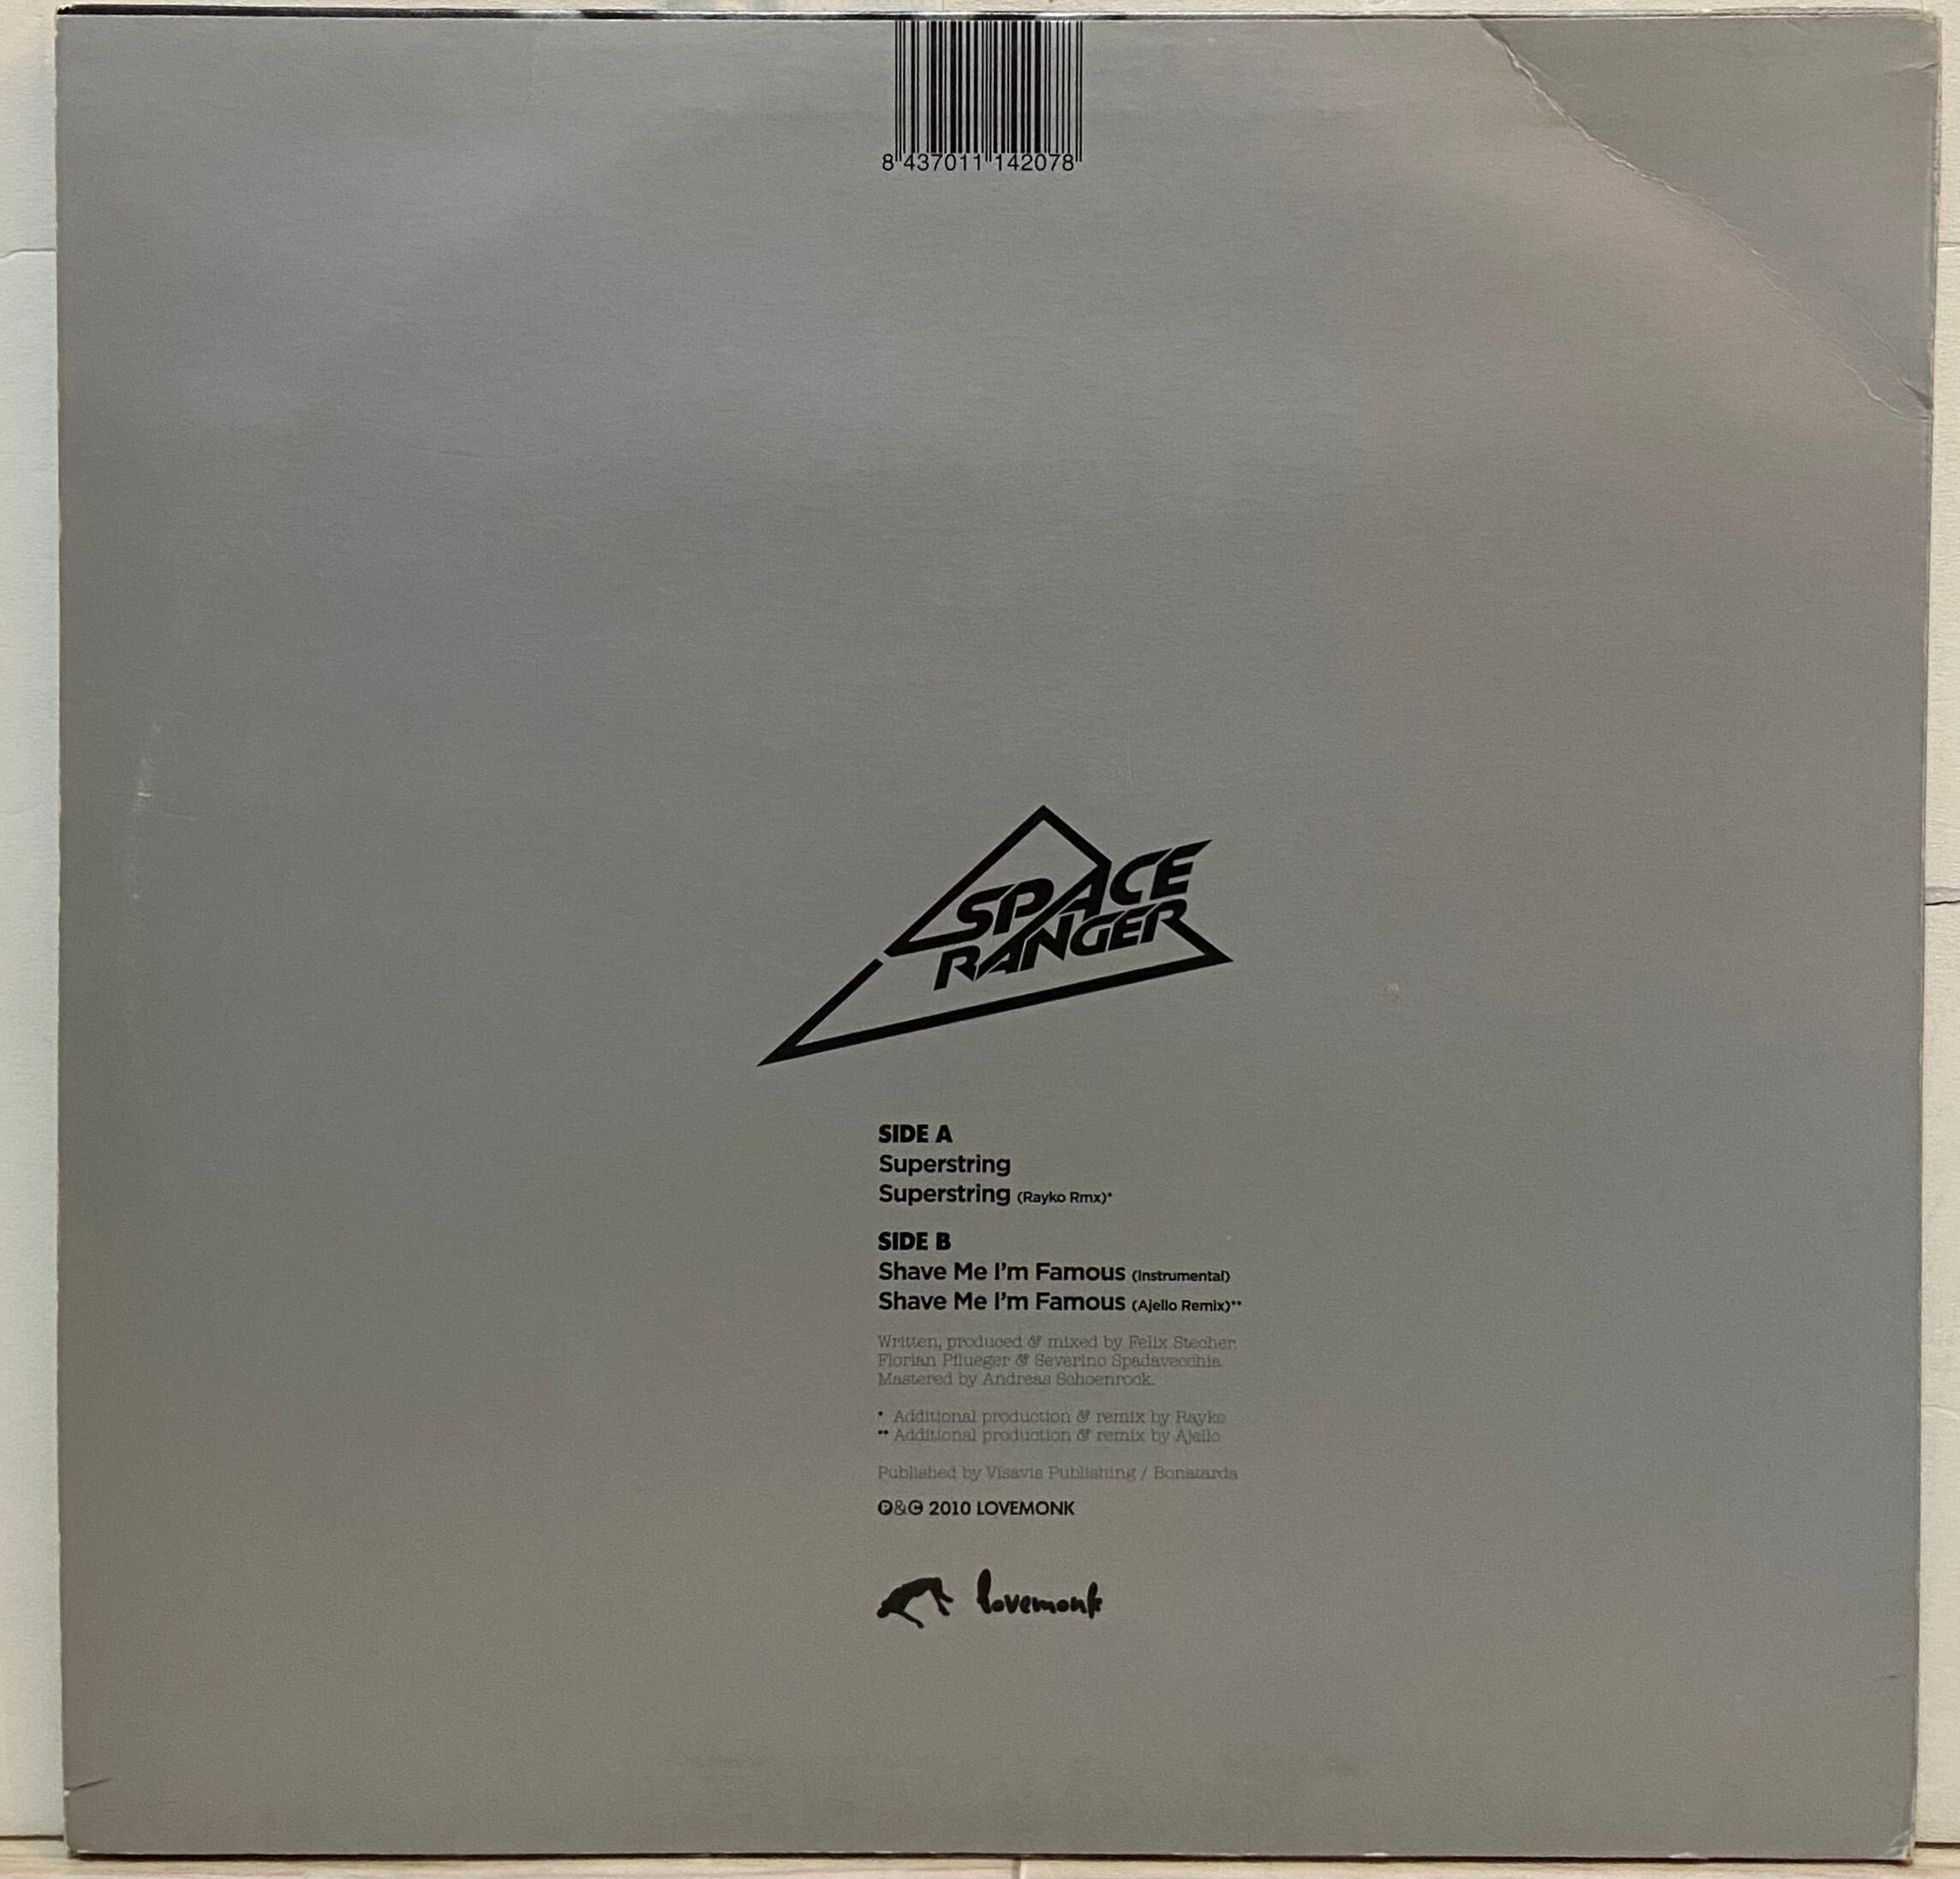 8 437011 142078
SPACE
RANGER
SIDE A
Superstring
Superstring (Rayko Rmx)*
SIDE B
Shave Me I'm Famous (Instrumental)
Shave Me I'm Famous (Ajello Remix)**
Written, produced & mixed by Felix Stecher,
Florian Pflueger & Severino Spadavecchia
Mastered by Andreas Schoenrock.
* Additional production & remix by Rayko
** Additional production & remix by Ajello
Published by Visavis Publishing / Bonatarda
℗&© 2010 LOVEMONK
lovemonk